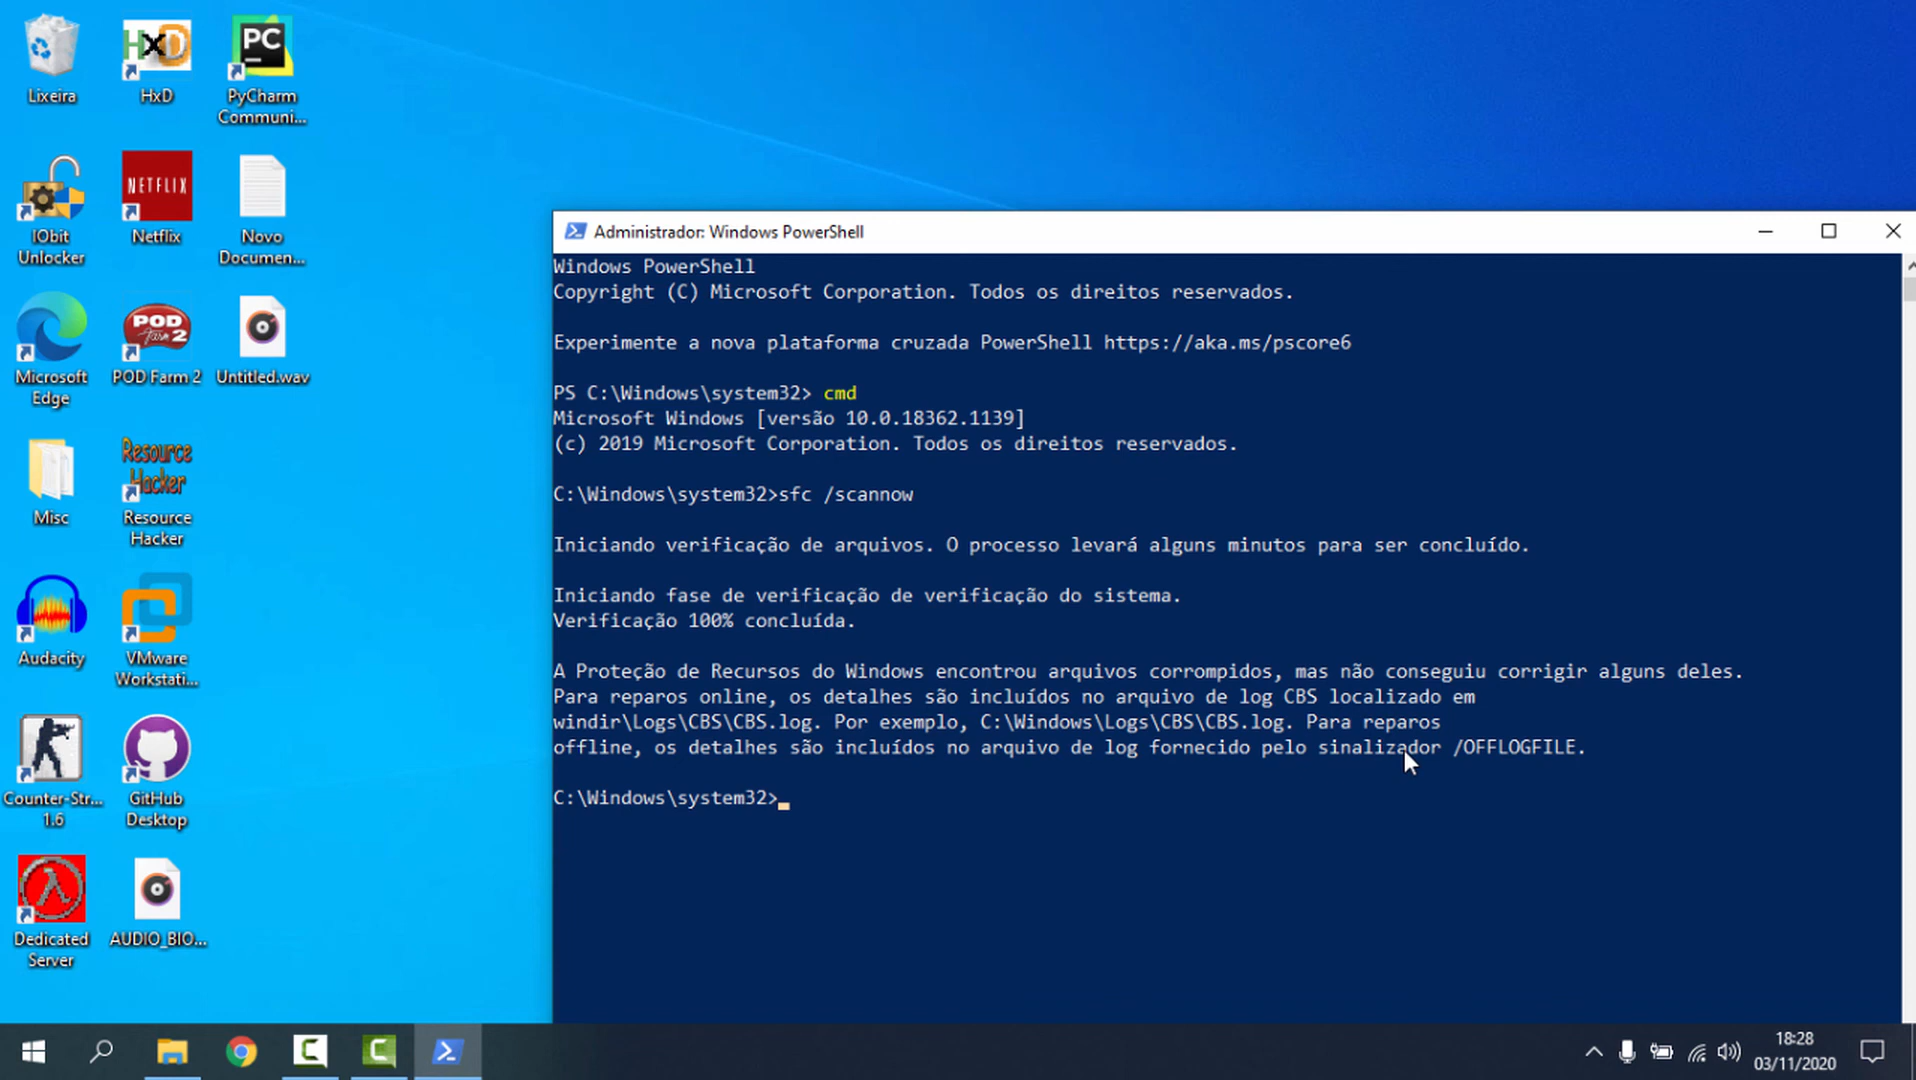 Lixeira
HxD
PyCharm
Communi...
IObit
Unlocker
NETFLIX
Netflix
Novo
Documen...
Microsoft
Edge
POD
Farm 2
POD Farm 2
Untitled.wav
Misc
Resource
Hacker
Resource
Hacker
Audacity
VMware
Workstati...
Counter-Str...
1.6
GitHub
Desktop
Dedicated
Server
AUDIO_BIO...
HxD
PC
Administrador: Windows PowerShell
Windows PowerShell
Copyright (C) Microsoft Corporation. Todos os direitos reservados.
Experimente a nova plataforma cruzada PowerShell https://aka.ms/pscore6
PS C:\Windows\system32> cmd
Microsoft Windows [versão 10.0.18362.1139]
(c) 2019 Microsoft Corporation. Todos os direitos reservados.
C:\Windows\system32>sfc /scannow
Iniciando verificação de arquivos. O processo levará alguns minutos para ser concluído.
Iniciando fase de verificação de verificação do sistema.
Verificação 100% concluída.
A Proteção de Recursos do Windows encontrou arquivos corrompidos, mas não conseguiu corrigir alguns deles.
Para reparos online, os detalhes são incluídos no arquivo de log CBS localizado em
windir\Logs\CBS\CBS.log. Por exemplo, C:\Windows\Logs\CBS\CBS.log. Para reparos
offline, os detalhes são incluídos no arquivo de log fornecido pelo sinalizador /OFFLOGFILE.
C:\Windows\system32>
18:28
03/11/2020